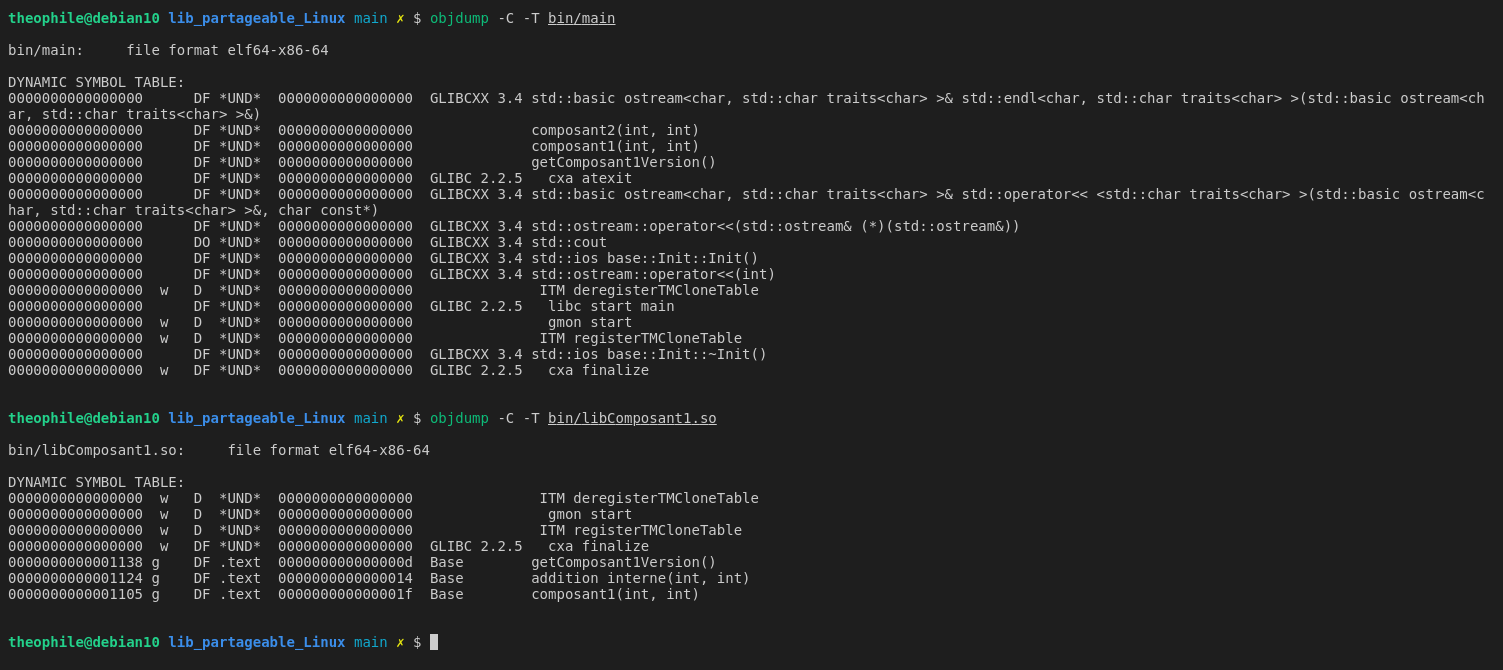 theophile@debian10 lib_partageable_Linux main ✗ $ objdump -C -T bin/main
bin/main:     file format elf64-x86-64
DYNAMIC SYMBOL TABLE:
0000000000000000      DF *UND*  0000000000000000  GLIBCXX 3.4 std::basic ostream<char, std::char traits<char> >& std::endl<char, std::char traits<char> >(std::basic ostream<ch
ar, std::char traits<char> >&)
0000000000000000      DF *UND*  0000000000000000              composant2(int, int)
0000000000000000      DF *UND*  0000000000000000              composant1(int, int)
0000000000000000      DF *UND*  0000000000000000              getComposant1Version()
0000000000000000      DF *UND*  0000000000000000  GLIBC 2.2.5   cxa atexit
0000000000000000      DF *UND*  0000000000000000  GLIBCXX 3.4 std::basic ostream<char, std::char traits<char> >& std::operator<< <std::char traits<char> >(std::basic ostream<c
har, std::char traits<char> >&, char const*)
0000000000000000      DF *UND*  0000000000000000  GLIBCXX 3.4 std::ostream::operator<<(std::ostream& (*)(std::ostream&))
0000000000000000      DO *UND*  0000000000000000  GLIBCXX 3.4 std::cout
0000000000000000      DF *UND*  0000000000000000  GLIBCXX 3.4 std::ios base::Init::Init()
0000000000000000      DF *UND*  0000000000000000  GLIBCXX 3.4 std::ostream::operator<<(int)
0000000000000000  w   D  *UND*  0000000000000000               ITM deregisterTMCloneTable
0000000000000000      DF *UND*  0000000000000000  GLIBC 2.2.5   libc start main
0000000000000000  w   D  *UND*  0000000000000000                gmon start
0000000000000000  w   D  *UND*  0000000000000000               ITM registerTMCloneTable
0000000000000000      DF *UND*  0000000000000000  GLIBCXX 3.4 std::ios base::Init::~Init()
0000000000000000  w   DF *UND*  0000000000000000  GLIBC 2.2.5   cxa finalize
theophile@debian10 lib_partageable_Linux main ✗ $ objdump -C -T bin/libComposant1.so
bin/libComposant1.so:     file format elf64-x86-64
DYNAMIC SYMBOL TABLE:
0000000000000000  w   D  *UND*  0000000000000000               ITM deregisterTMCloneTable
0000000000000000  w   D  *UND*  0000000000000000                gmon start
0000000000000000  w   D  *UND*  0000000000000000               ITM registerTMCloneTable
0000000000000000  w   DF *UND*  0000000000000000  GLIBC 2.2.5   cxa finalize
0000000000001138 g    DF .text  000000000000000d  Base        getComposant1Version()
0000000000001124 g    DF .text  0000000000000014  Base        addition interne(int, int)
0000000000001105 g    DF .text  000000000000001f  Base        composant1(int, int)
theophile@debian10 lib_partageable_Linux main ✗ $